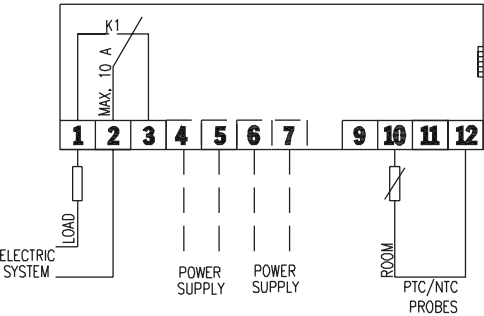 K1
MAX. 10 A
1 2 3 4 5 6 7 9 10 11 12
LOAD
ROOM
ELECTRIC
SYSTEM
POWER
SUPPLY
POWER
SUPPLY
PTC/NTC
PROBES